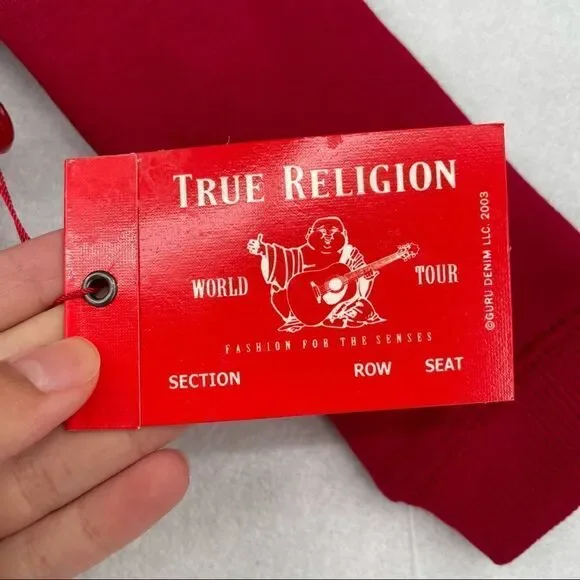 TRUE RELIGION
WORLD TOUR
FASHION FOR THE SENSES
SECTION ROW SEAT
©GURU DENIM LLC. 2003